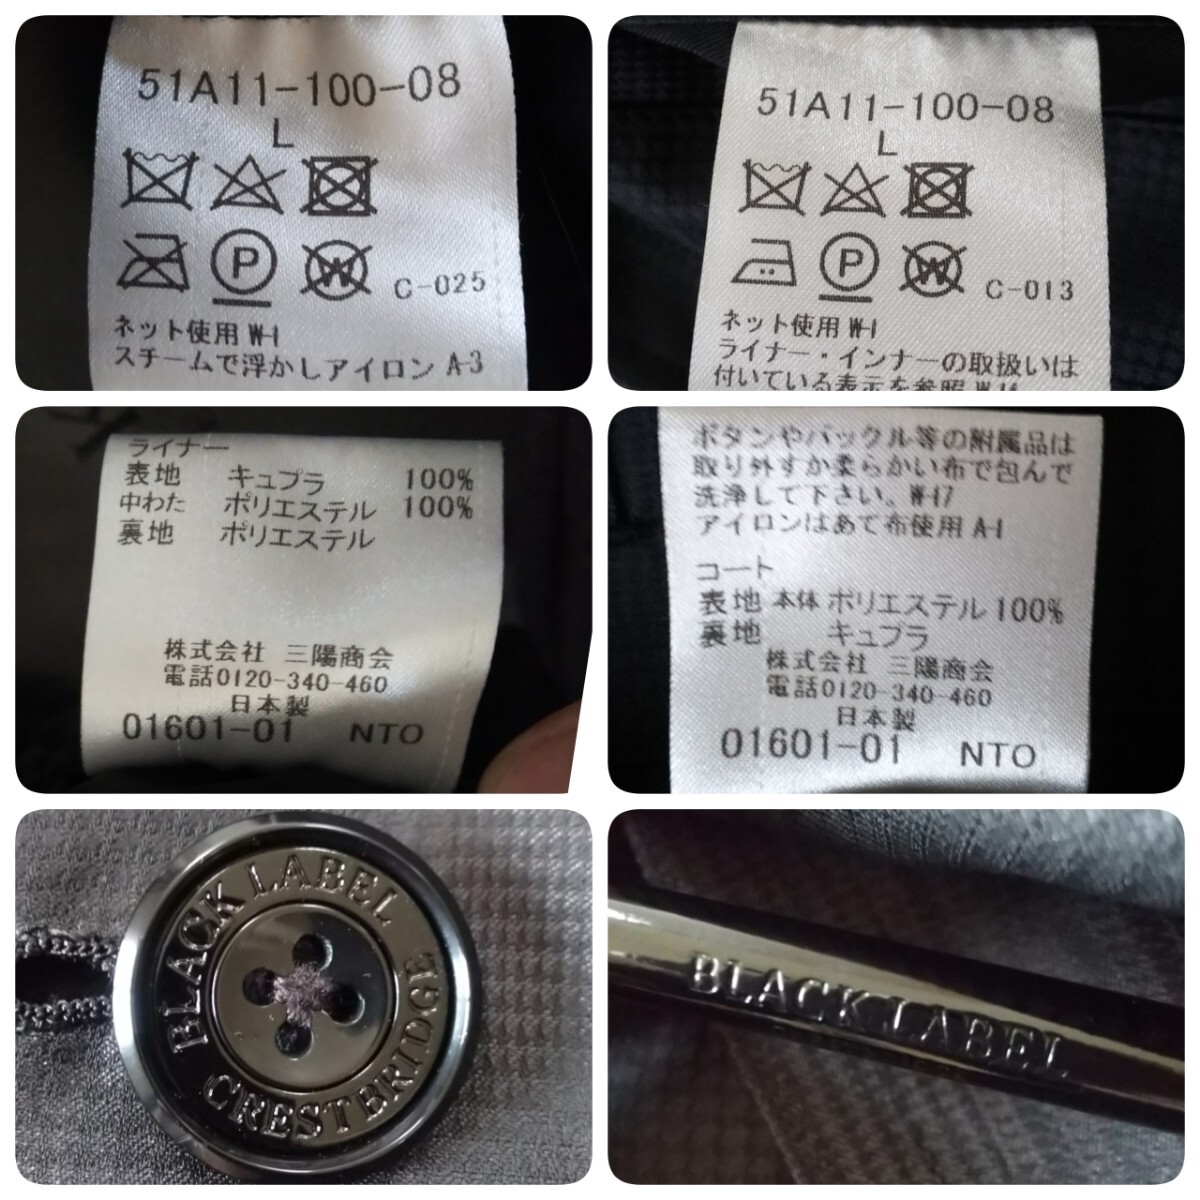 51A11-100-08
L
P
W
C-025
ネット使用 W-1
スチームで浮かしアイロン A-3
51A11-100-08
L
P
W
C-013
ネット使用 W-1
ライナー・インナーの取扱いは
付いている表示を参照
ライナー
表地 キュプラ 100%
中わた ポリエステル 100%
裏地 ポリエステル
株式会社 三陽商会
電話0120-340-460
日本製
01601-01 NTO
ボタンやバックル等の附属品は
取り外すか柔らかい布で包んで
洗浄して下さい。W-17
アイロンはあて布使用 A-1
コート
表地 本体 ポリエステル 100%
裏地 キュプラ
株式会社 三陽商会
電話0120-340-460
日本製
01601-01 NTO
BLACK LABEL
CRESTBRIDGE
BLACK LABEL